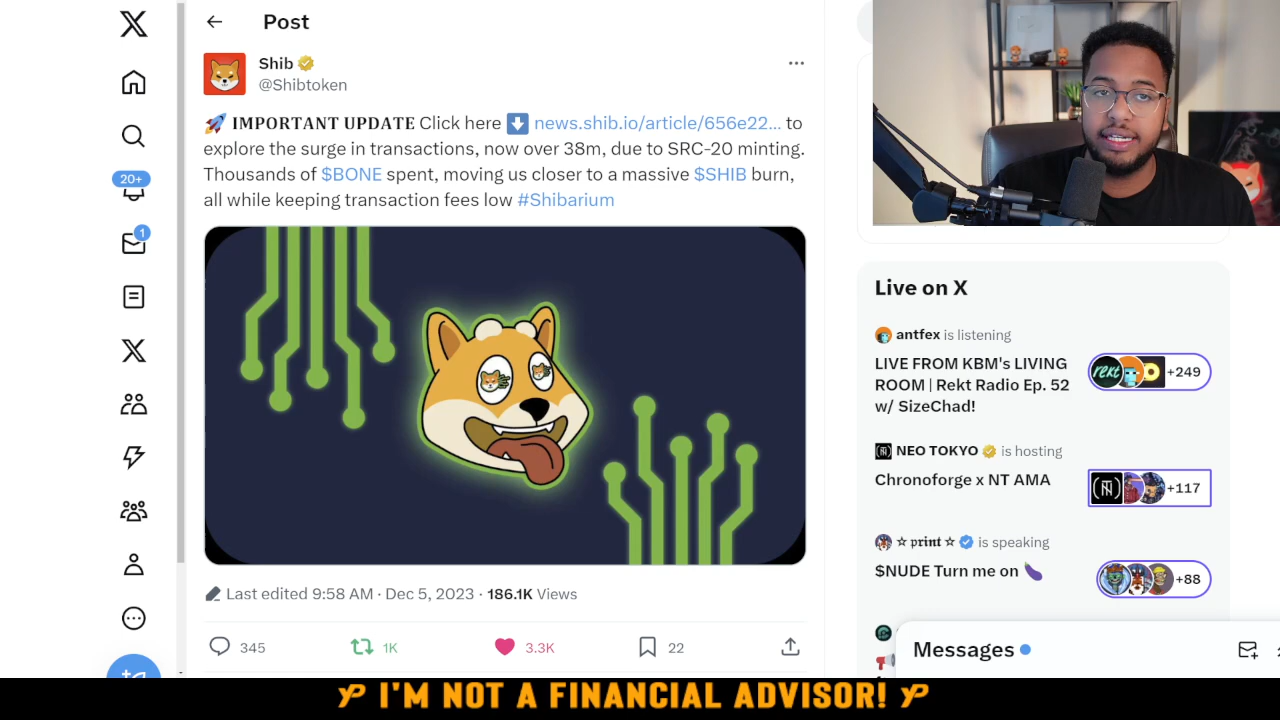 Post
Shib
@Shibtoken
🚀 𝐈𝐌𝐏𝐎𝐑𝐓𝐀𝐍𝐓 𝐔𝐏𝐃𝐀𝐓𝐄 Click here ⬇️ news.shib.io/article/656e22... to
explore the surge in transactions, now over 38m, due to SRC-20 minting.
Thousands of $BONE spent, moving us closer to a massive $SHIB burn,
all while keeping transaction fees low #Shibarium
Last edited 9:58 AM · Dec 5, 2023 · 186.1K Views
345
1K
3.3K
22
20+
1
Live on X
antfex is listening
LIVE FROM KBM's LIVING
ROOM | Rekt Radio Ep. 52
w/ SizeChad!
rekt
+249
NEO TOKYO is hosting
Chronoforge x NT AMA
+117
☆ 𝖕𝖗𝖎𝖓𝖙 ☆ is speaking
$NUDE Turn me on 🍆
+88
Messages
I'M NOT A FINANCIAL ADVISOR!